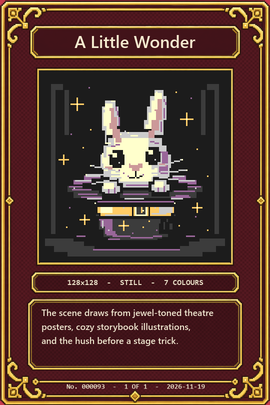 A Little Wonder
128x128 - STILL - 7 COLOURS
The scene draws from jewel-toned theatre
posters, cozy storybook illustrations,
and the hush before a stage trick.
No. 000093 - 1 OF 1 - 2026-11-19